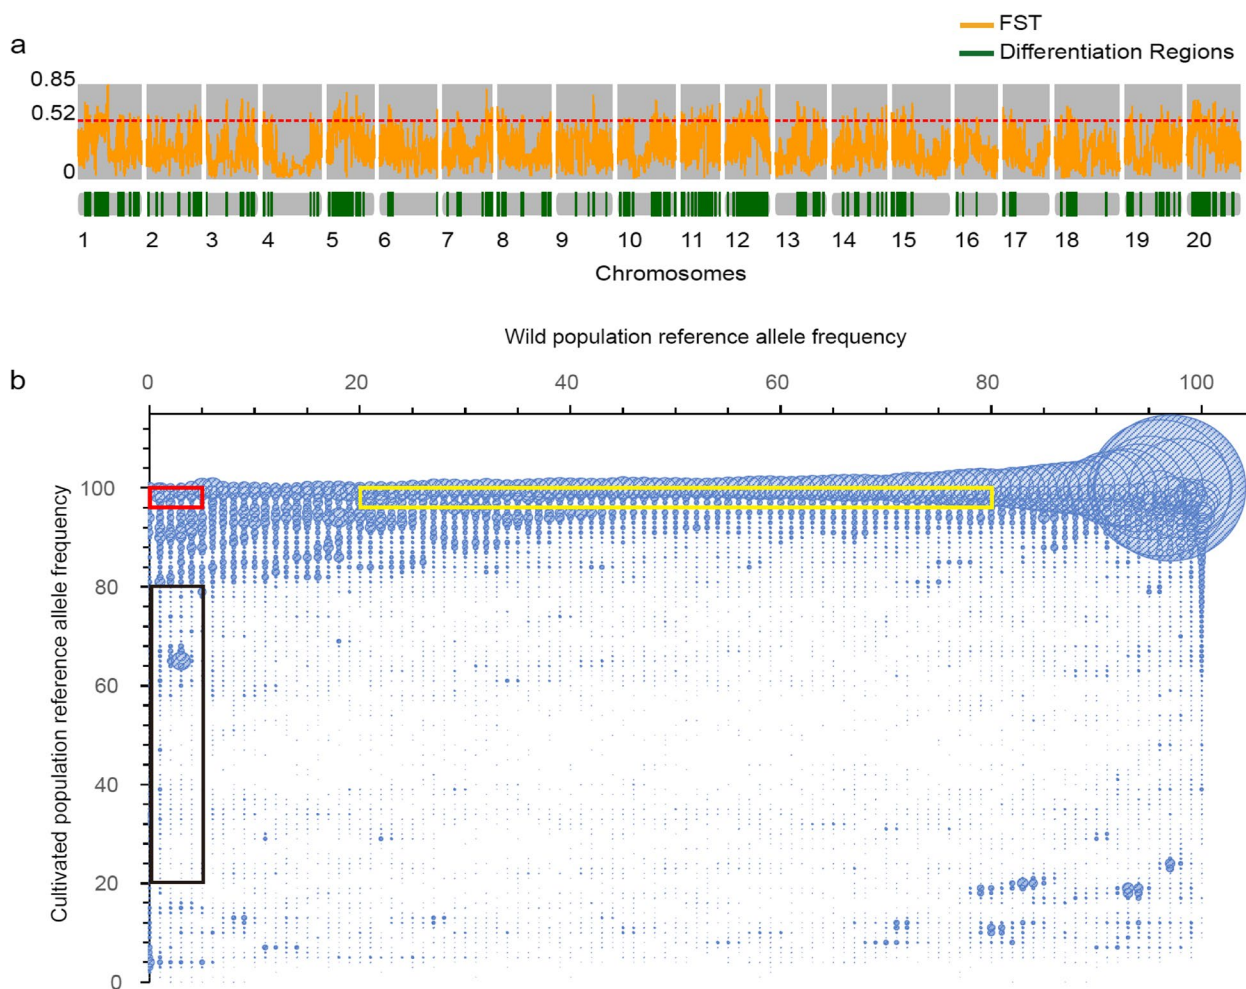 FST
a
Differentiation Regions
0.85
0.52
0
1 2 3 4 5 6 7 8 9 10 11 12 13 14 15 16 17 18 19 20
Chromosomes
Wild population reference allele frequency
b
0 20 40 60 80 100
Cultivated population reference allele frequency
100
80
60
40
20
0